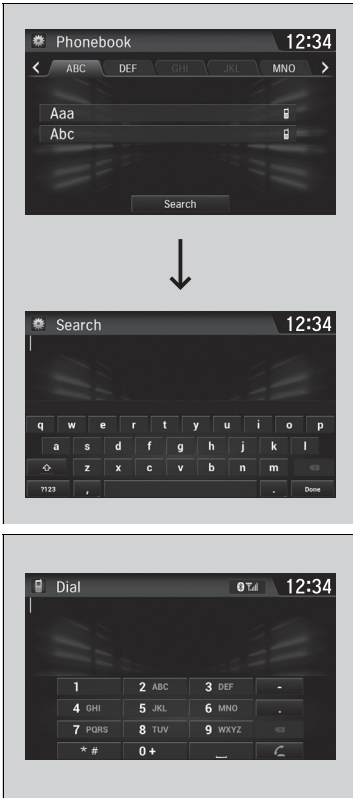 Phonebook 12:34
ABC DEF GHI JKL MNO
Aaa
Abc
Search
Search 12:34
q w e r t y u i o p
a s d f g h j k l
z x c v b n m
?123 , . Done
Dial 12:34
1 2 ABC 3 DEF -
4 GHI 5 JKL 6 MNO .
7 PQRS 8 TUV 9 WXYZ
* # 0 +